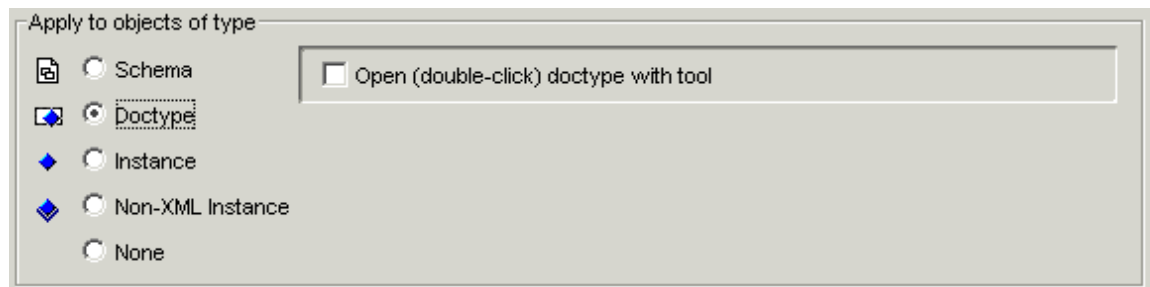 Apply to objects of type
Schema
Open (double-click) doctype with tool
Doctype
Instance
Non-XML Instance
None